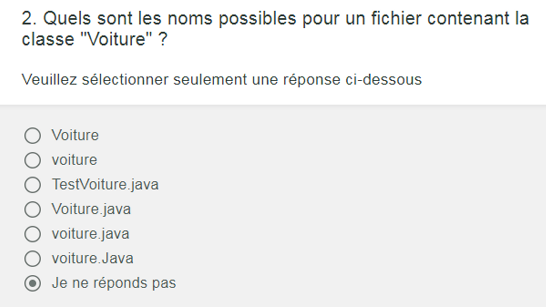 2. Quels sont les noms possibles pour un fichier contenant la
classe "Voiture" ?
Veuillez sélectionner seulement une réponse ci-dessous
Voiture
voiture
TestVoiture.java
Voiture.java
voiture.java
voiture.Java
Je ne réponds pas